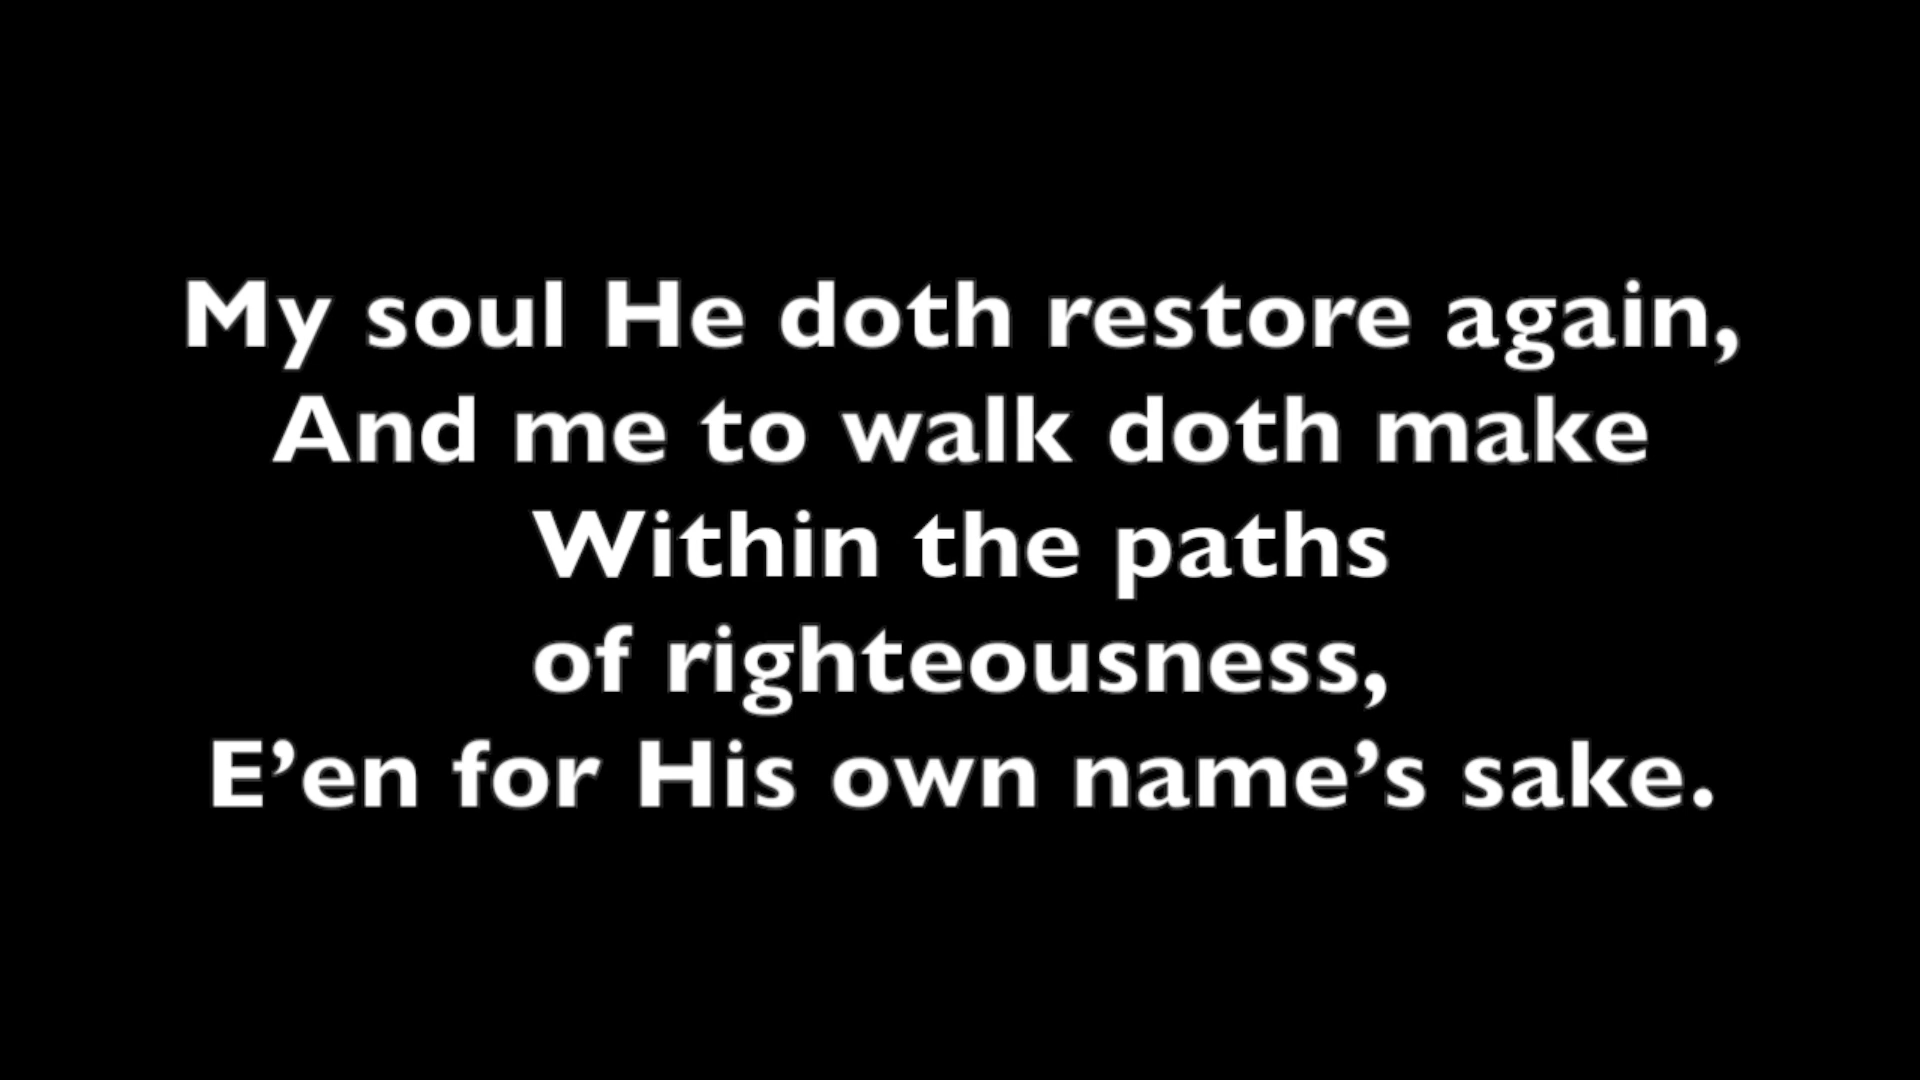 My soul He doth restore again,
And me to walk doth make
Within the paths
of righteousness,
E’en for His own name’s sake.